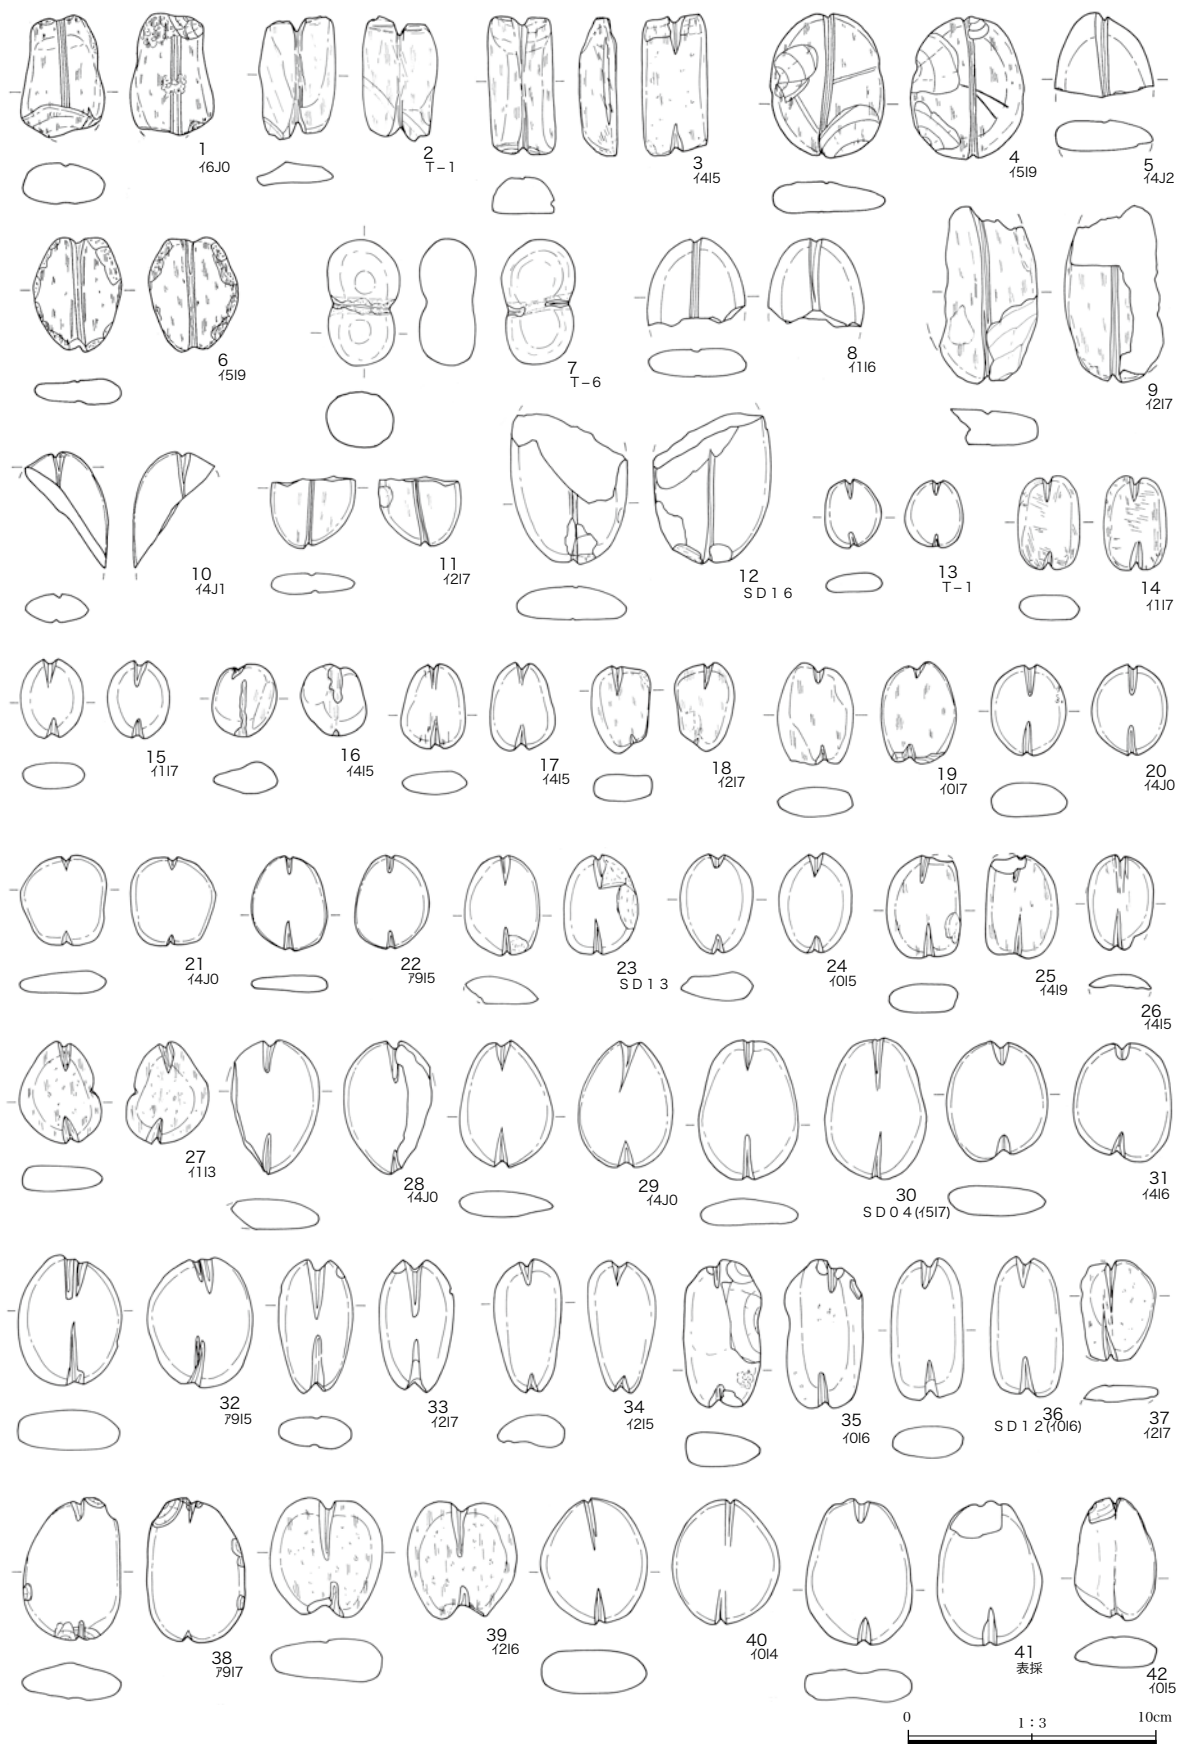 1
ｲ6J0
2
T−1
3
ｲ4I5
4
ｲ5I9
5
ｲ4J2
6
ｲ5I9
7
T−6
8
ｲ1I6
9
ｲ2I7
10
ｲ4J1
11
ｲ2I7
12
ＳＤ１６
13
T−1
14
ｲ1I7
15
ｲ1I7
16
ｲ4I5
17
ｲ4I5
18
ｲ2I7
19
ｲ0I7
20
ｲ4J0
21
ｲ4J0
22
ｱ9I5
23
ＳＤ１３
24
ｲ0I5
25
ｲ4I9
26
ｲ4I5
27
ｲ1I3
28
ｲ4J0
29
ｲ4J0
30
ＳＤ０４(ｲ5I7)
31
ｲ4I6
32
ｱ9I5
33
ｲ2I7
34
ｲ2I5
35
ｲ0I6
36
ＳＤ１２(ｲ0I6)
37
ｲ2I7
38
ｱ9I7
39
ｲ2I6
40
ｲ0I4
41
表採
42
ｲ0I5
0 1：3 10cm